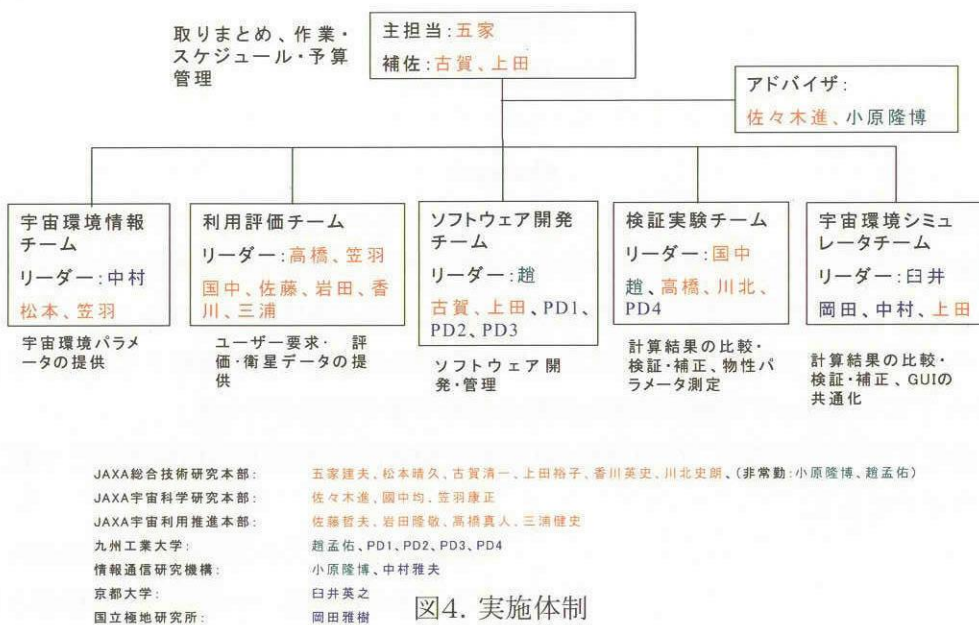 取りまとめ、作業・
スケジュール・予算
管理
主担当:五家
補佐:古賀、上田
アドバイザ:
佐々木進、小原隆博
宇宙環境情報
チーム
リーダー:中村
松本、笠羽
宇宙環境パラメ
ータの提供
利用評価チーム
リーダー:高橋、笠羽
国中、佐藤、岩田、香
川、三浦
ユーザー要求・ 評
価・衛星データの提
供
ソフトウェア開発
チーム
リーダー:趙
古賀、上田、PD1、
PD2、PD3
ソフトウェア開
発・管理
検証実験チーム
リーダー:国中
趙、高橋、川北、
PD4
計算結果の比較・
検証・補正、物性パ
ラメータ測定
宇宙環境シミュ
レータチーム
リーダー:臼井
岡田、中村、上田
計算結果の比較・
検証・補正、GUIの
共通化
JAXA総合技術研究本部: 五家建夫、松本晴久、古賀清一、上田裕子、香川英史、川北史朗、(非常勤:小原隆博、趙孟佑)
JAXA宇宙科学研究本部: 佐々木進、國中均、笠羽康正
JAXA宇宙利用推進本部: 佐藤哲夫、岩田隆敬、高橋真人、三浦健史
九州工業大学: 趙孟佑、PD1、PD2、PD3、PD4
情報通信研究機構: 小原隆博、中村雅夫
京都大学: 臼井英之
国立極地研究所: 岡田雅樹
図4. 実施体制